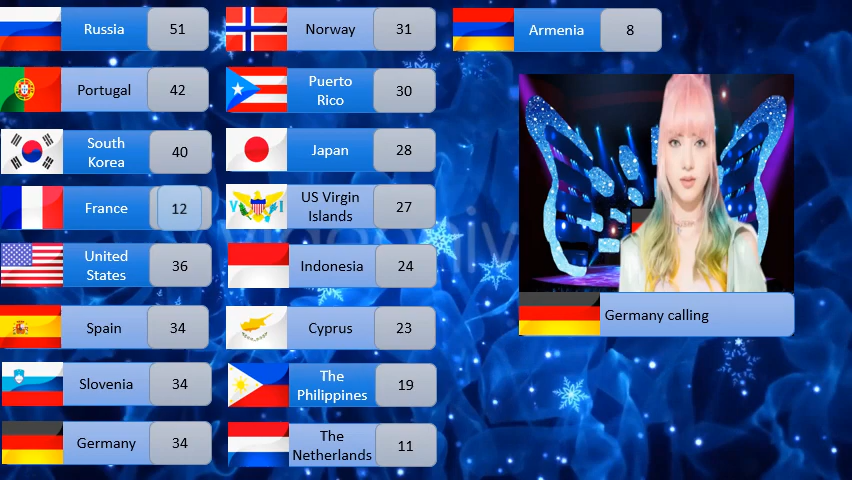 Russia 51
Portugal 42
South
Korea 40
France 12
United
States 36
Spain 34
Slovenia 34
Germany 34
Norway 31
Puerto
Rico 30
Japan 28
US Virgin
Islands 27
Indonesia 24
Cyprus 23
The
Philippines 19
The
Netherlands 11
Armenia 8
V I
Germany calling